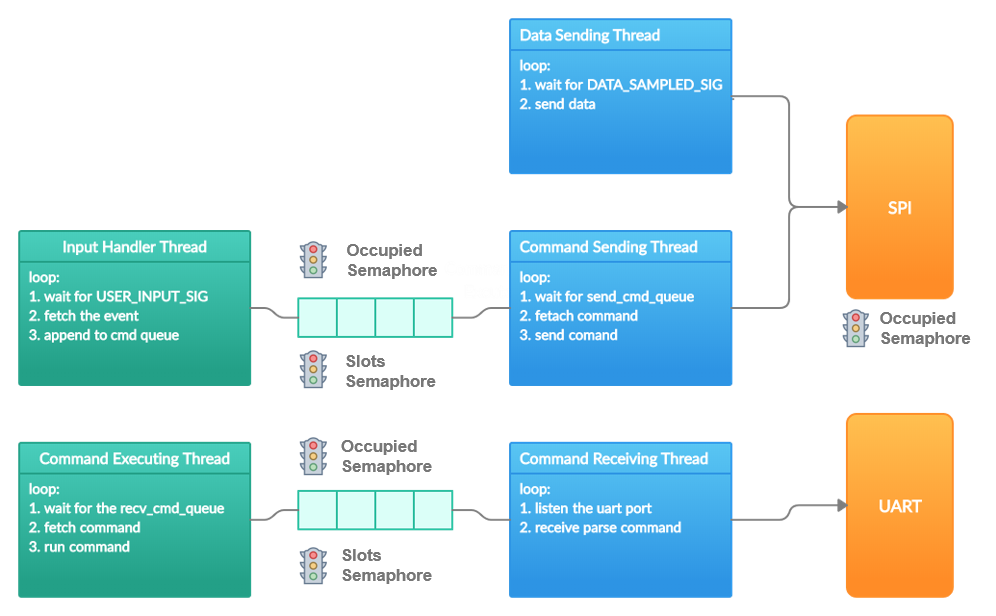 Data Sending Thread
loop:
1. wait for DATA_SAMPLED_SIG
2. send data
SPI
Occupied
Semaphore
Input Handler Thread
loop:
1. wait for USER_INPUT_SIG
2. fetch the event
3. append to cmd queue
Occupied
Semaphore
Slots
Semaphore
Command Sending Thread
loop:
1. wait for send_cmd_queue
2. fetach command
3. send comand
Command Executing Thread
loop:
1. wait for the recv_cmd_queue
2. fetch command
3. run command
Occupied
Semaphore
Slots
Semaphore
Command Receiving Thread
loop:
1. listen the uart port
2. receive parse command
UART